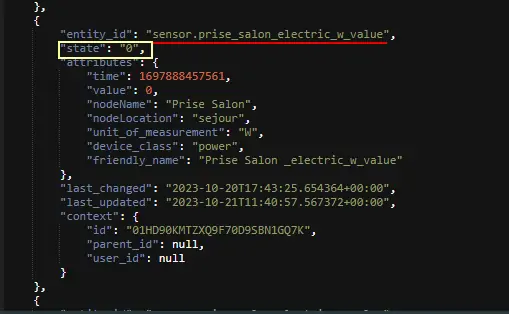 },
{
"entity_id": "sensor.prise_salon_electric_w_value",
"state": "0",
"attributes": {
"time": 1697888457561,
"value": 0,
"nodeName": "Prise Salon",
"nodeLocation": "sejour",
"unit_of_measurement": "W",
"device_class": "power",
"friendly_name": "Prise Salon _electric_w_value"
},
"last_changed": "2023-10-20T17:43:25.654364+00:00",
"last_updated": "2023-10-21T11:40:57.567372+00:00",
"context": {
"id": "01HD90KMTZXQ9F70D9SBN1GQ7K",
"parent_id": null,
"user_id": null
}
},
{